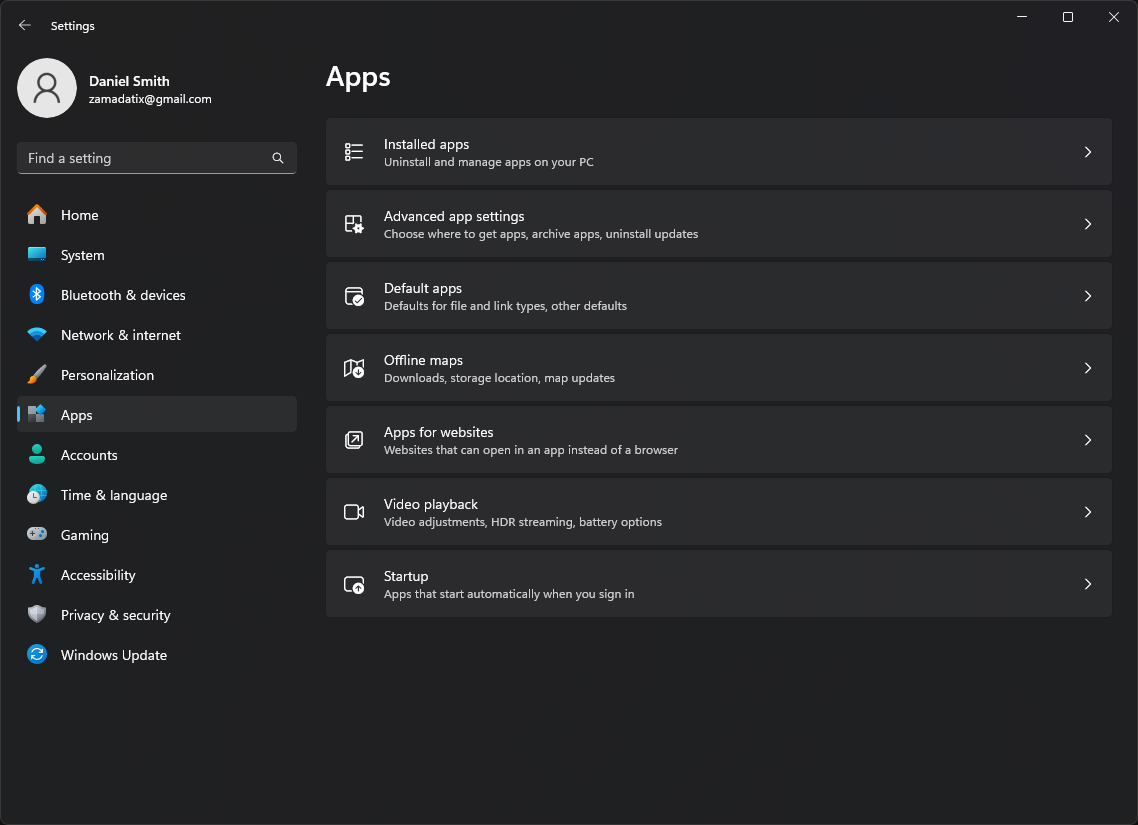 Settings
Daniel Smith
zamadatix@gmail.com
Find a setting
Home
System
Bluetooth & devices
Network & internet
Personalization
Apps
Accounts
Time & language
Gaming
Accessibility
Privacy & security
Windows Update
Apps
Installed apps
Uninstall and manage apps on your PC
Advanced app settings
Choose where to get apps, archive apps, uninstall updates
Default apps
Defaults for file and link types, other defaults
Offline maps
Downloads, storage location, map updates
Apps for websites
Websites that can open in an app instead of a browser
Video playback
Video adjustments, HDR streaming, battery options
Startup
Apps that start automatically when you sign in